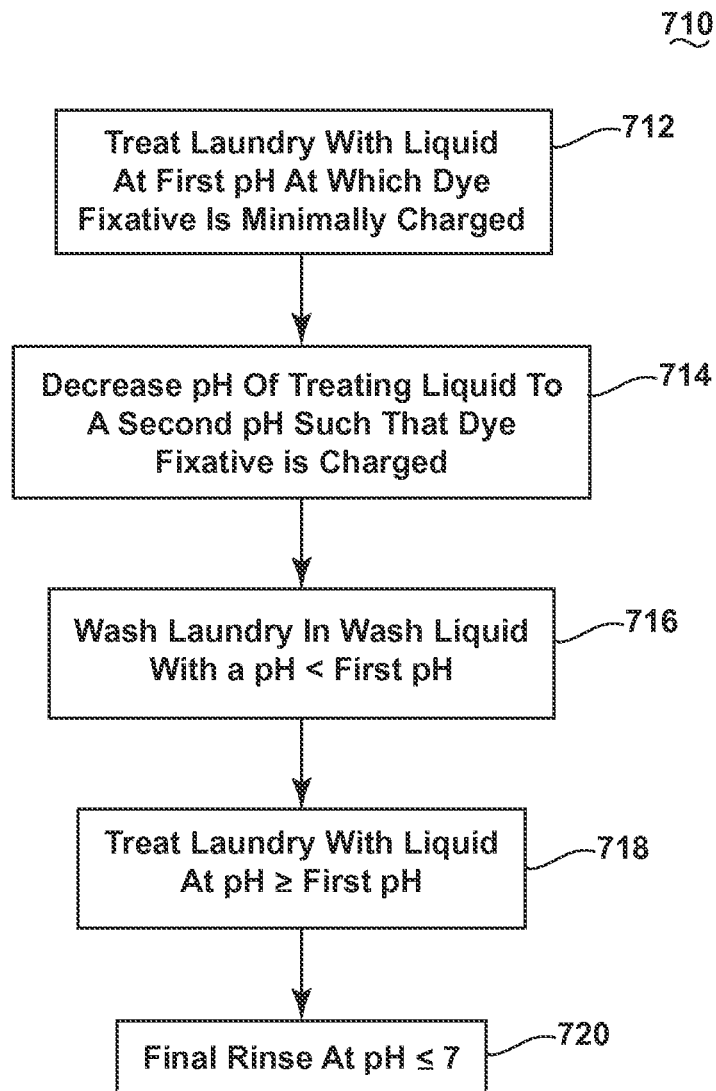 710
Treat Laundry With Liquid
At First pH At Which Dye
Fixative Is Minimally Charged
712
Decrease pH Of Treating Liquid To
A Second pH Such That Dye
Fixative is Charged
714
Wash Laundry In Wash Liquid
With a pH < First pH
716
Treat Laundry With Liquid
At pH ≥ First pH
718
Final Rinse At pH ≤ 7
720